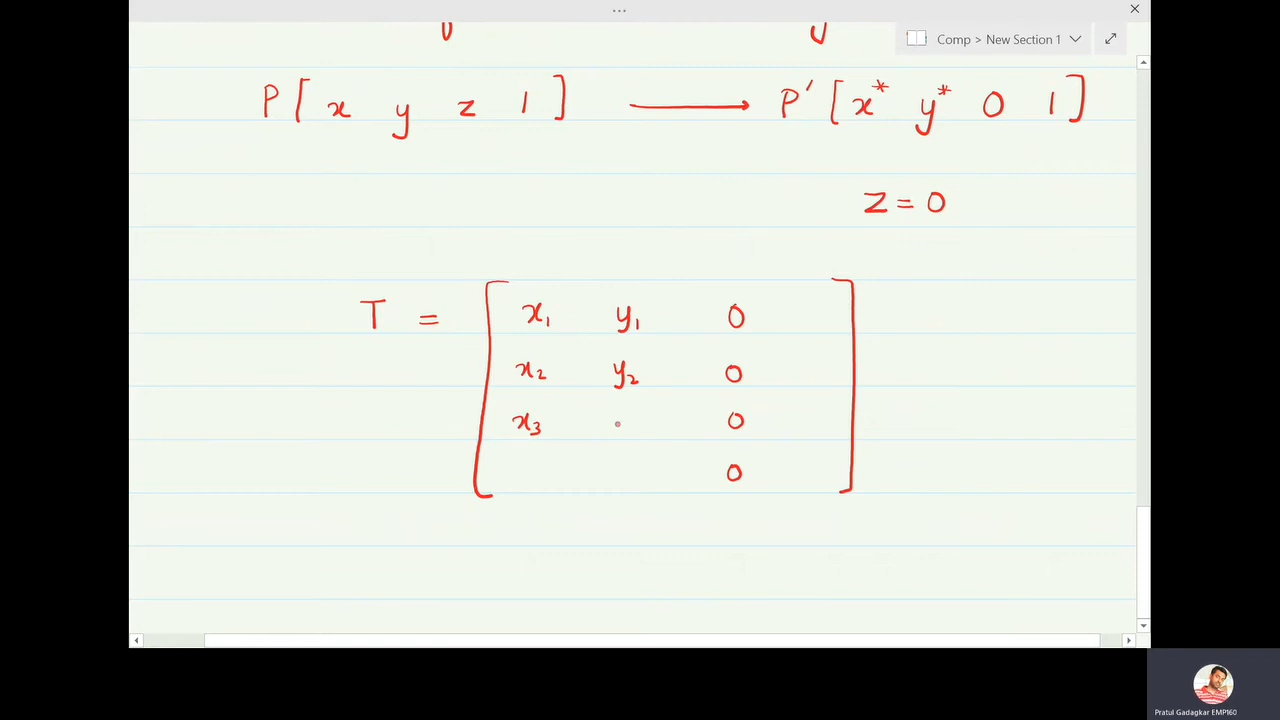 ...
Comp > New Section 1
P [ x y z 1 ] ⟶ P' [ x* y* 0 1 ]
z = 0
T = [ x₁ y₁ 0
x₂ y₂ 0
x₃ 0
0 ]
Pratul Gadagkar EMP160